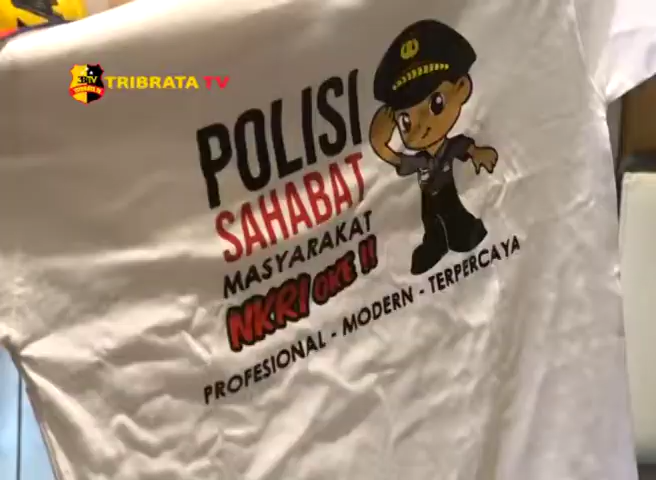 TRIBRATA TV
POLISI
SAHABAT
MASYARAKAT
NKRI OKE !!
PROFESIONAL - MODERN - TERPERCAYA